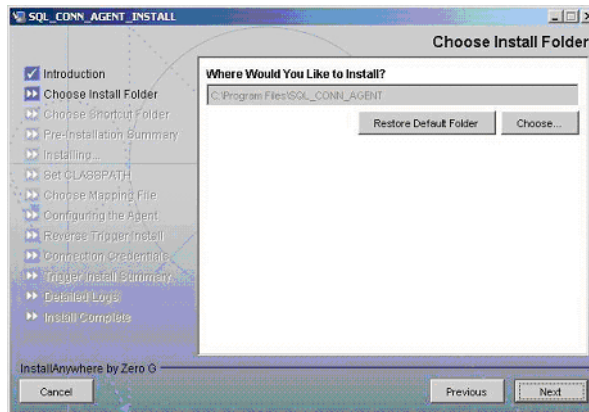 SQL_CONN_AGENT_INSTALL
Choose Install Folder
Introduction
Choose Install Folder
Choose Shortcut Folder
Pre-Installation Summary
Installing...
Set CLASSPATH
Choose Mapping File
Configuring the Agent
Reverse Trigger Install
Connection Credentials
Trigger Install Summary
Detailed Logs
Install Complete
Where Would You Like to Install?
C:\Program Files\SQL_CONN_AGENT
Restore Default Folder
Choose...
InstallAnywhere by Zero G
Cancel
Previous
Next